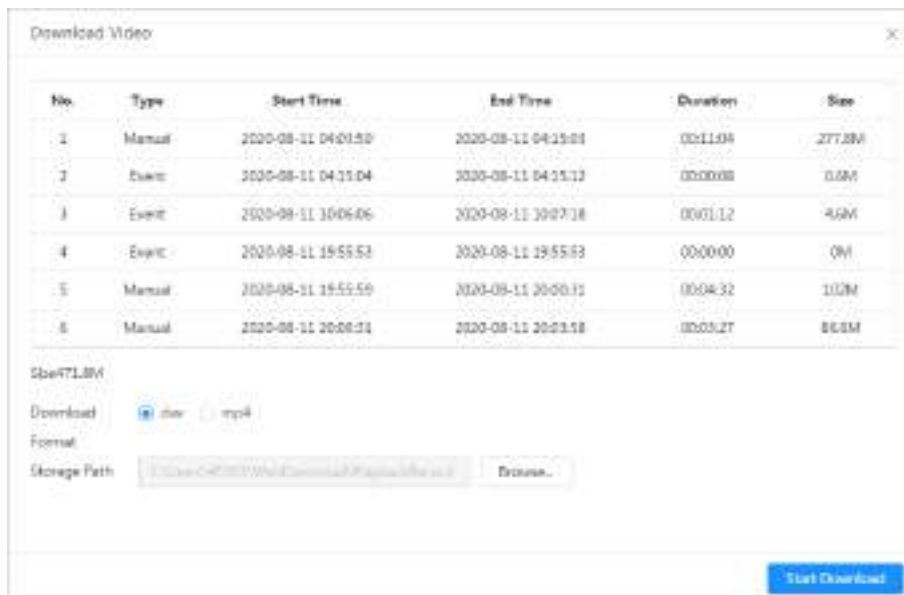 Download Video
No. Type Start Time End Time Duration Size
1 Manual 2020-08-11 04:03:59 2020-08-11 04:15:03 00:11:04 277.8M
2 Event 2020-08-11 04:15:04 2020-08-11 04:15:12 00:00:08 0.6M
3 Event 2020-08-11 10:06:06 2020-08-11 10:07:18 00:01:12 4.6M
4 Event 2020-08-11 19:55:53 2020-08-11 19:55:53 00:00:00 0M
5 Manual 2020-08-11 19:55:59 2020-08-11 20:00:31 00:04:32 102M
6 Manual 2020-08-11 20:00:31 2020-08-11 20:03:58 00:03:27 86.8M
Size471.8M
Download dav mp4
Format
Storage Path Browse...
Start Download